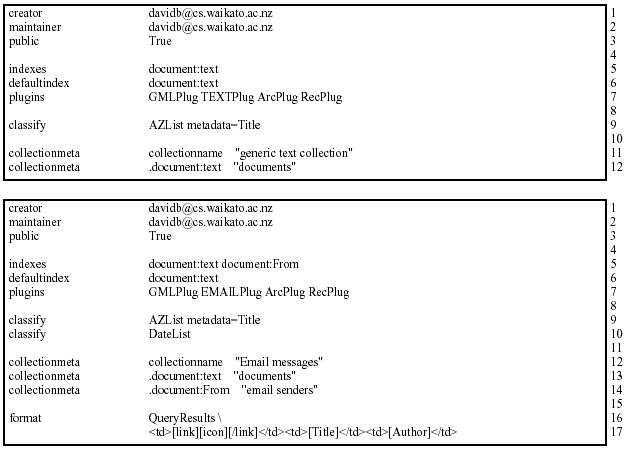 creator davidb@cs.waikato.ac.nz 1
maintainer davidb@cs.waikato.ac.nz 2
public True 3
4
indexes document:text 5
defaultindex document:text 6
plugins GMLPlug TEXTPlug ArcPlug RecPlug 7
8
classify AZList metadata=Title 9
10
collectionmeta collectionname "generic text collection" 11
collectionmeta .document:text "documents" 12
creator davidb@cs.waikato.ac.nz 1
maintainer davidb@cs.waikato.ac.nz 2
public True 3
4
indexes document:text document:From 5
defaultindex document:text 6
plugins GMLPlug EMAILPlug ArcPlug RecPlug 7
8
classify AZList metadata=Title 9
classify DateList 10
11
collectionmeta collectionname "Email messages" 12
collectionmeta .document:text "documents" 13
collectionmeta .document:From "email senders" 14
15
format QueryResults \ 16
<td>[link][icon][/link]</td><td>[Title]</td><td>[Author]</td> 17